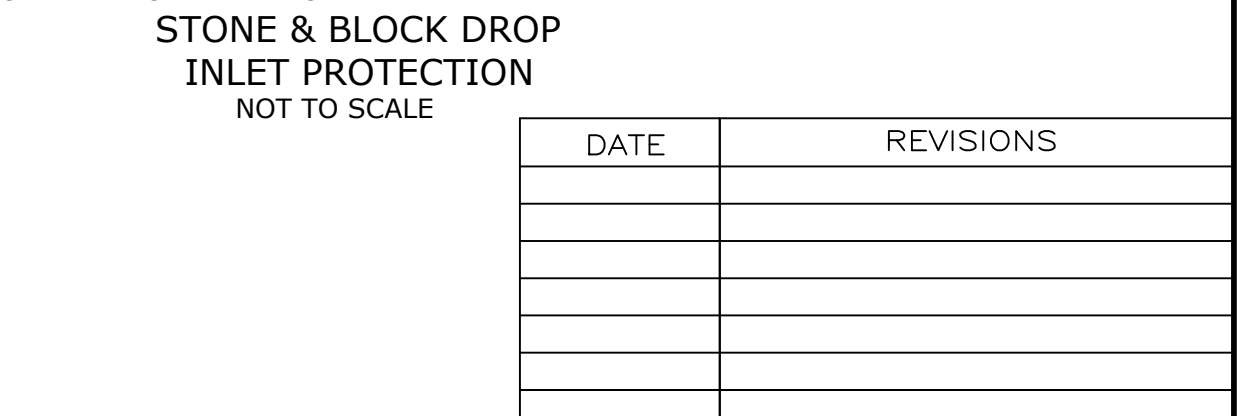 STONE & BLOCK DROP
INLET PROTECTION
NOT TO SCALE
DATE REVISIONS